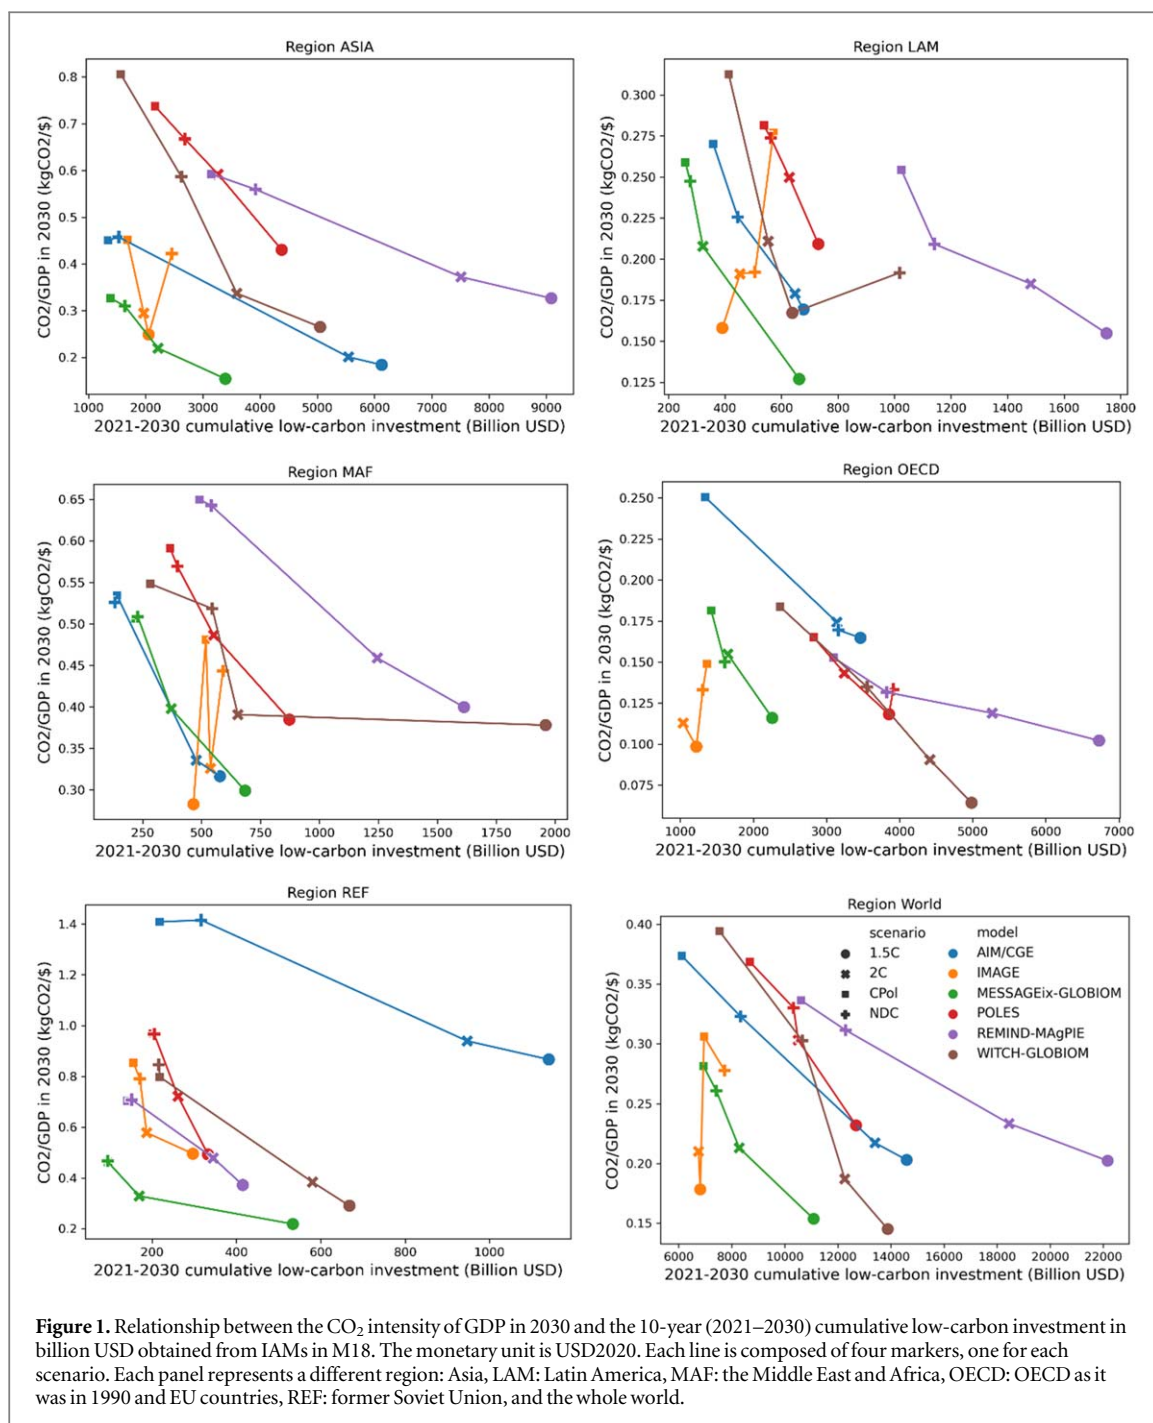 Region ASIA
0.8
0.7
0.6
0.5
0.4
0.3
0.2
CO2/GDP in 2030 (kgCO2/$)
1000 2000 3000 4000 5000 6000 7000 8000 9000
2021-2030 cumulative low-carbon investment (Billion USD)
Region LAM
0.300
0.275
0.250
0.225
0.200
0.175
0.150
0.125
CO2/GDP in 2030 (kgCO2/$)
200 400 600 800 1000 1200 1400 1600 1800
2021-2030 cumulative low-carbon investment (Billion USD)
Region MAF
0.65
0.60
0.55
0.50
0.45
0.40
0.35
0.30
CO2/GDP in 2030 (kgCO2/$)
250 500 750 1000 1250 1500 1750 2000
2021-2030 cumulative low-carbon investment (Billion USD)
Region OECD
0.250
0.225
0.200
0.175
0.150
0.125
0.100
0.075
CO2/GDP in 2030 (kgCO2/$)
1000 2000 3000 4000 5000 6000 7000
2021-2030 cumulative low-carbon investment (Billion USD)
Region REF
1.4
1.2
1.0
0.8
0.6
0.4
0.2
CO2/GDP in 2030 (kgCO2/$)
200 400 600 800 1000
2021-2030 cumulative low-carbon investment (Billion USD)
Region World
0.40
0.35
0.30
0.25
0.20
0.15
CO2/GDP in 2030 (kgCO2/$)
scenario
1.5C
2C
CPol
NDC
model
AIM/CGE
IMAGE
MESSAGEix-GLOBIOM
POLES
REMIND-MAgPIE
WITCH-GLOBIOM
6000 8000 10000 12000 14000 16000 18000 20000 22000
2021-2030 cumulative low-carbon investment (Billion USD)
Figure 1. Relationship between the CO2 intensity of GDP in 2030 and the 10-year (2021–2030) cumulative low-carbon investment in
billion USD obtained from IAMs in M18. The monetary unit is USD2020. Each line is composed of four markers, one for each
scenario. Each panel represents a different region: Asia, LAM: Latin America, MAF: the Middle East and Africa, OECD: OECD as it
was in 1990 and EU countries, REF: former Soviet Union, and the whole world.